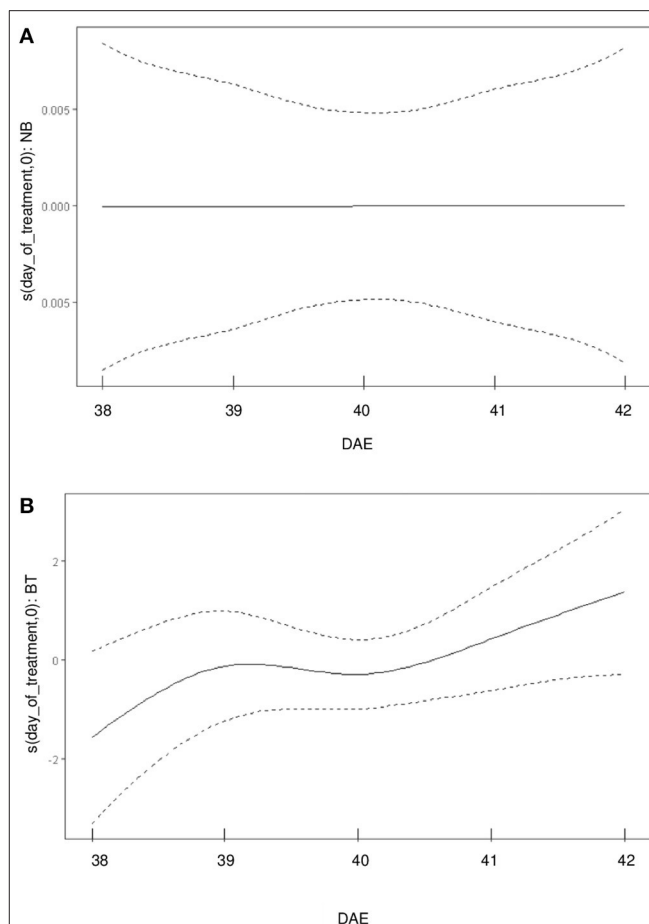 A
s(day_of_treatment,0): NB
0.005
0.000
0.005
38 39 40 41 42
DAE
B
s(day_of_treatment,0): BT
2
0
-2
38 39 40 41 42
DAE